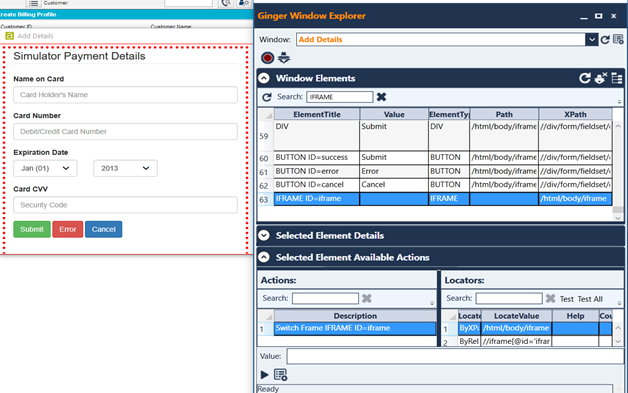 Customer:
Create Billing Profile
Customer ID
Customer Name:
Add Details
Simulator Payment Details
Name on Card
Card Holder's Name
Card Number
Debit/Credit Card Number
Expiration Date
Jan (01) 2013
Card CVV
Security Code
Submit Error Cancel
Ginger Window Explorer
Window: Add Details
Window Elements
Search: IFRAME
ElementTitle Value ElementTy Path XPath
59 DIV Submit DIV /html/body/iframe //div/form/fieldset/
60 BUTTON ID=success Submit BUTTON /html/body/iframe //div/form/fieldset/
61 BUTTON ID=error Error BUTTON /html/body/iframe //div/form/fieldset/
62 BUTTON ID=cancel Cancel BUTTON /html/body/iframe //div/form/fieldset/
63 IFRAME ID=iframe IFRAME /html/body/iframe
Selected Element Details
Selected Element Available Actions
Actions:
Search:
Description
1 Switch Frame IFRAME ID=iframe
Locators:
Search: Test Test All
Locate LocateValue Help Cou
1 ByXPa /html/body/iframe
2 ByRel //iframe[@id='ifrar
Value:
Ready